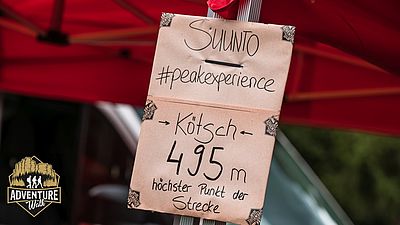 SUUNTO
#peakexperience
→ Kötsch ←
495 m
höchster Punkt der
Strecke
ADVENTURE
Walk